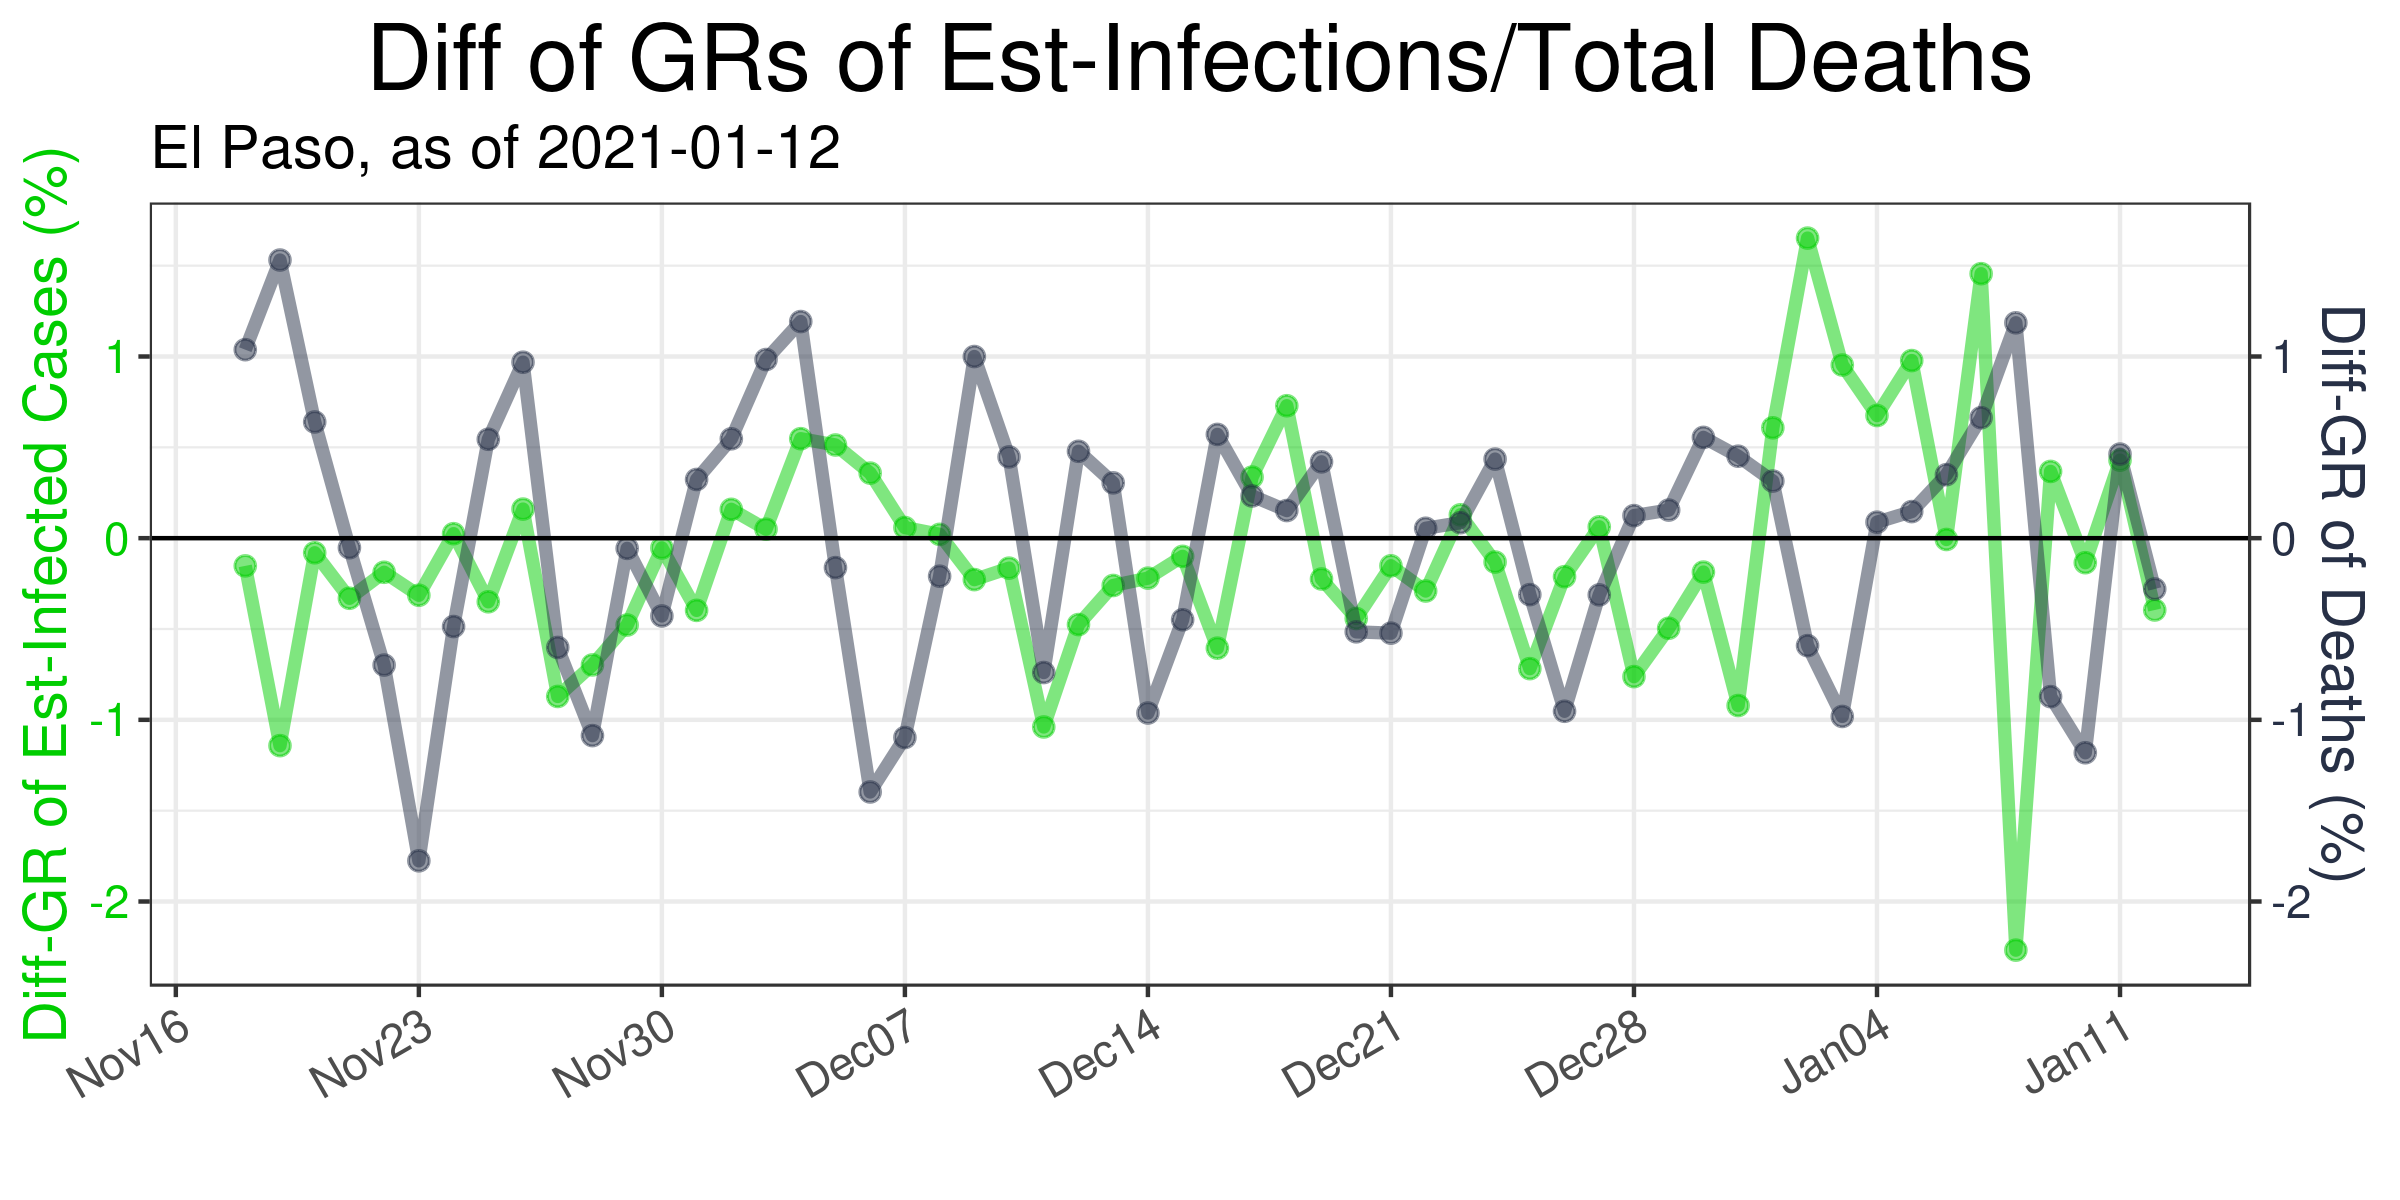 Diff of GRs of Est-Infections/Total Deaths
El Paso, as of 2021-01-12
Diff-GR of Est-Infected Cases (%)
1
0
-1
-2
1
0
-1
-2
Diff-GR of Deaths (%)
Nov16
Nov23
Nov30
Dec07
Dec14
Dec21
Dec28
Jan04
Jan11